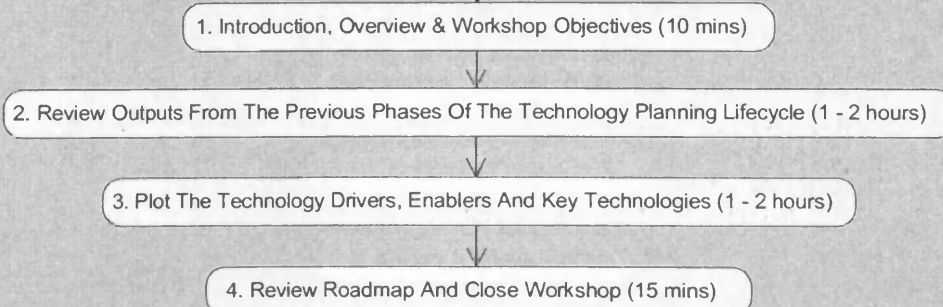 1. Introduction, Overview & Workshop Objectives (10 mins)
2. Review Outputs From The Previous Phases Of The Technology Planning Lifecycle (1 - 2 hours)
3. Plot The Technology Drivers, Enablers And Key Technologies (1 - 2 hours)
4. Review Roadmap And Close Workshop (15 mins)